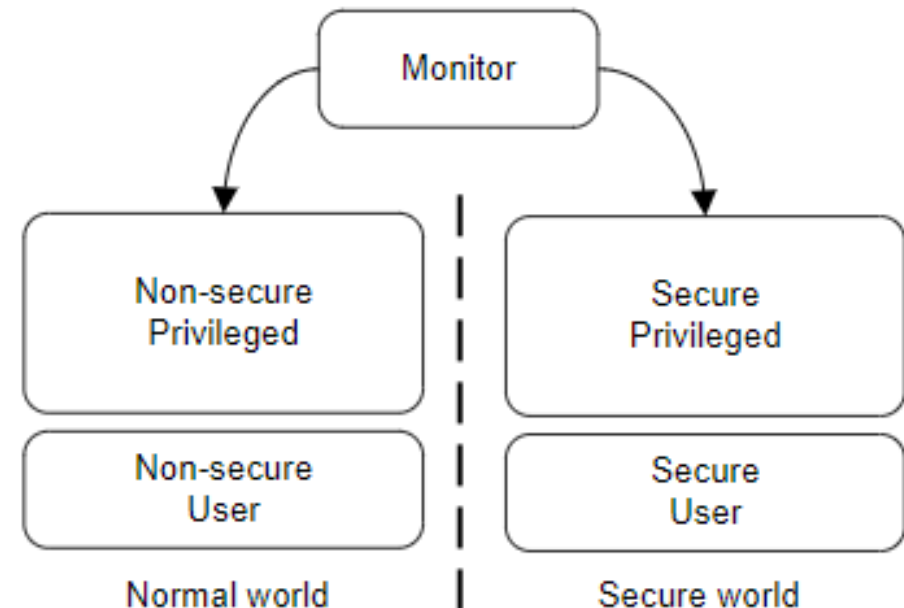 Monitor
Non-secure
Privileged
Secure
Privileged
Non-secure
User
Secure
User
Normal world
Secure world